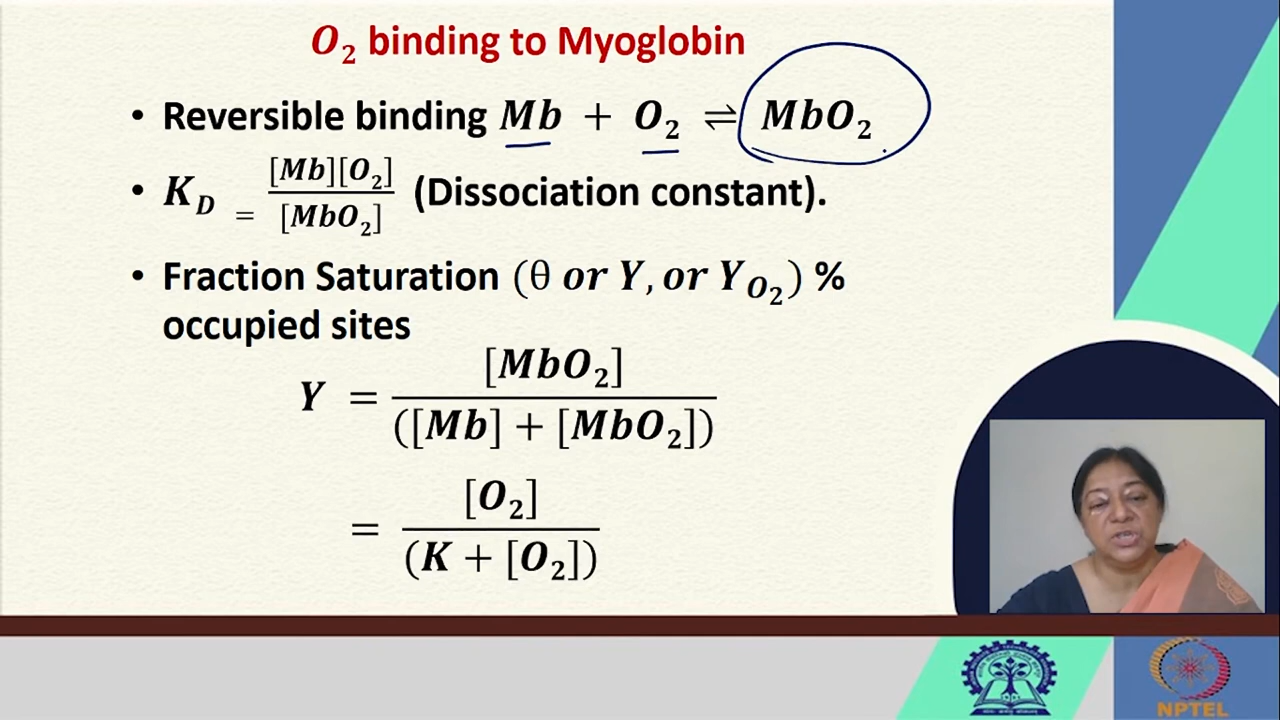 O₂ binding to Myoglobin
• Reversible binding Mb + O₂ ⇌ MbO₂
• K_D = [Mb][O₂] / [MbO₂] (Dissociation constant).
• Fraction Saturation (θ or Y, or Y_O₂) %
occupied sites
Y = [MbO₂] / ([Mb] + [MbO₂])
= [O₂] / (K + [O₂])
NPTEL